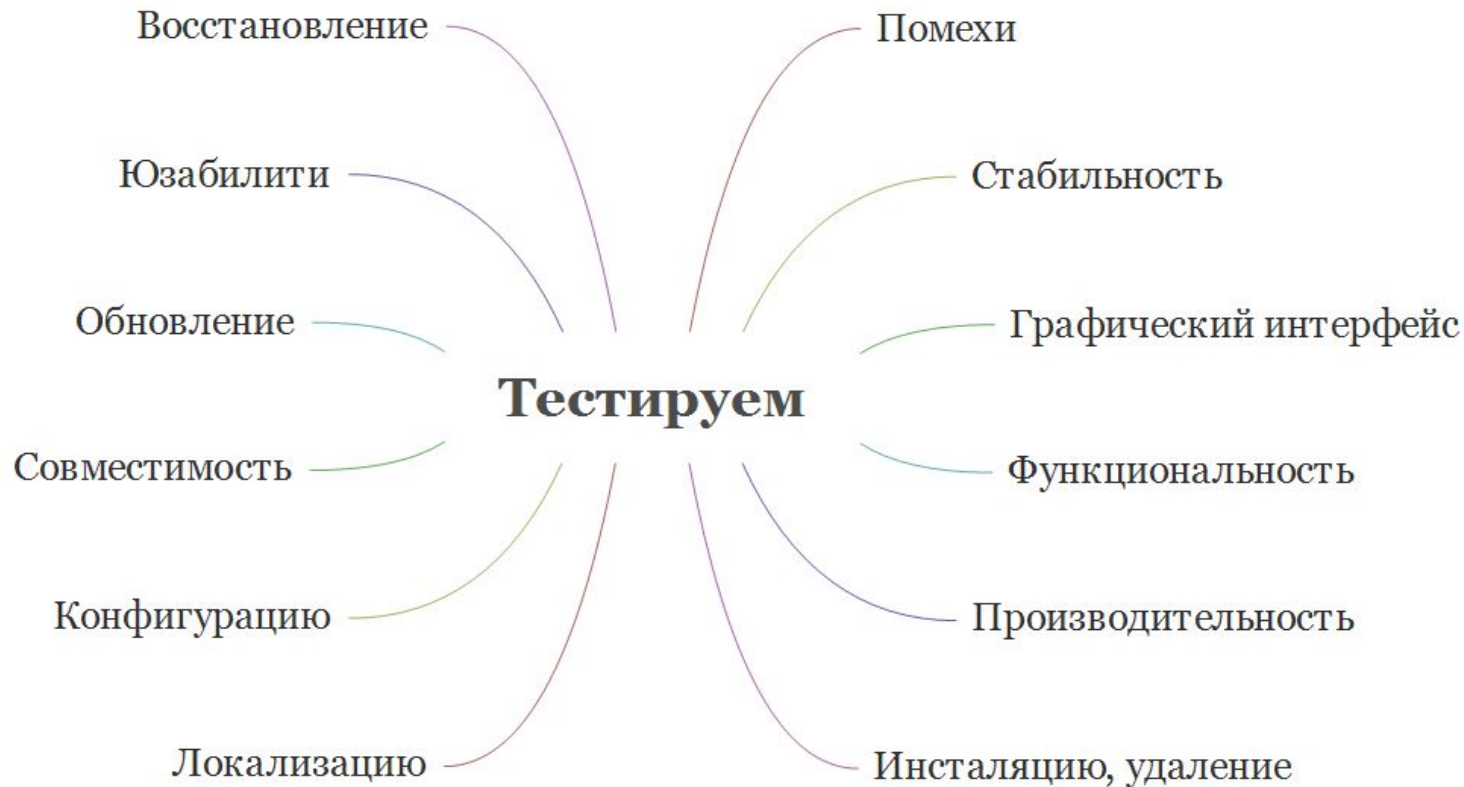 Восстановление
Помехи
Юзабилити
Стабильность
Обновление
Графический интерфейс
Тестируем
Совместимость
Функциональность
Конфигурацию
Производительность
Локализацию
Инсталяцию, удаление